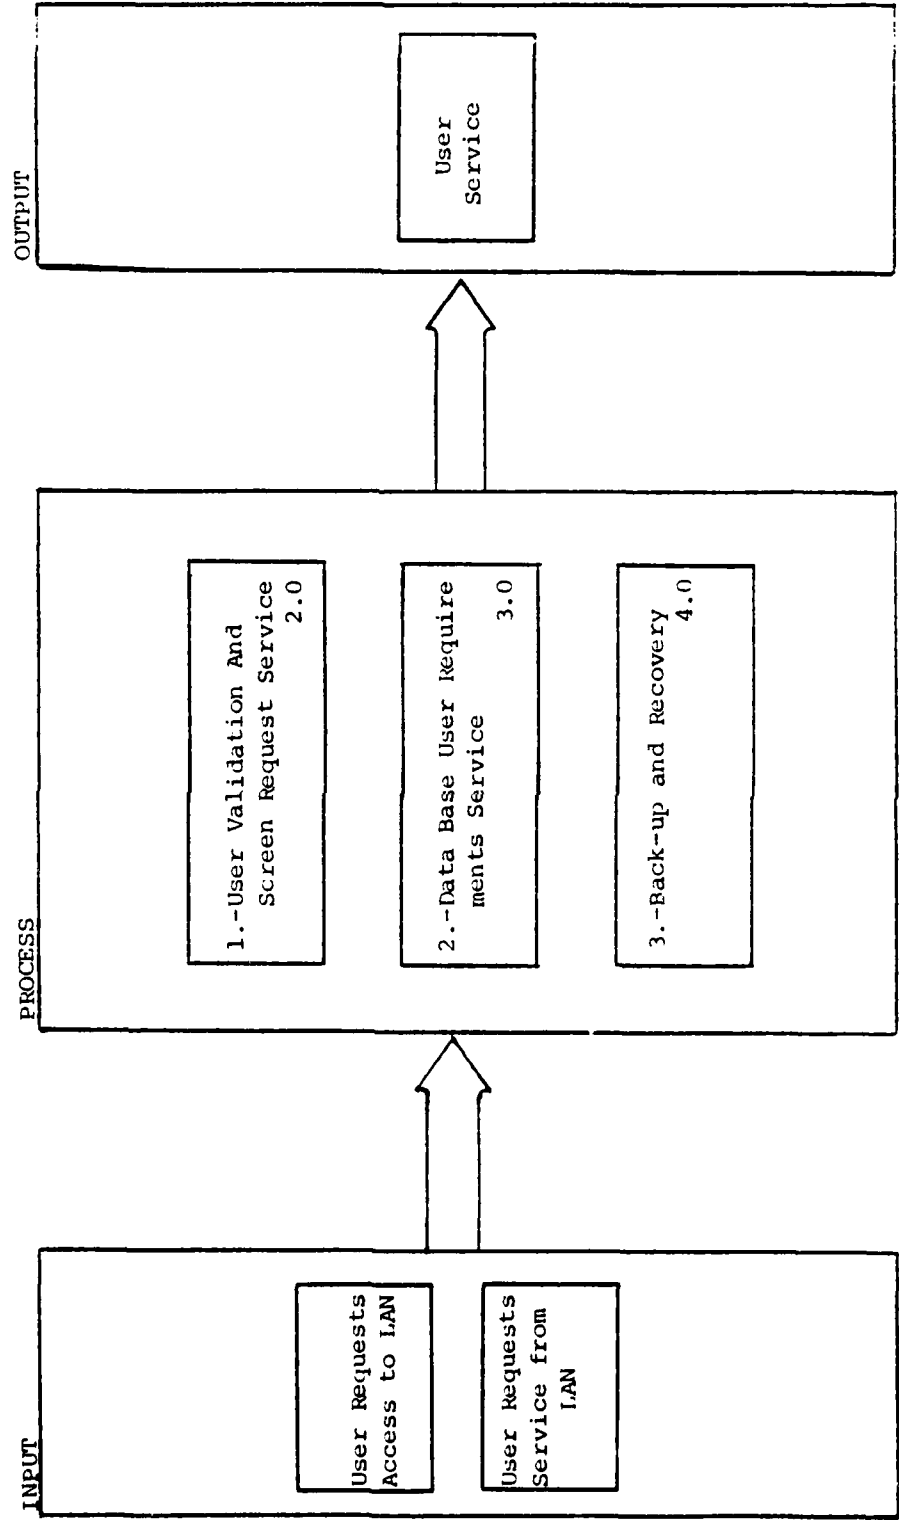 INPUT
User Requests
Access to LAN
User Requests
Service from
LAN
PROCESS
1.-User Validation And
Screen Request Service
2.0
2.-Data Base User Require
ments Service
3.0
3.-Back-up and Recovery
4.0
OUTPUT
User
Service